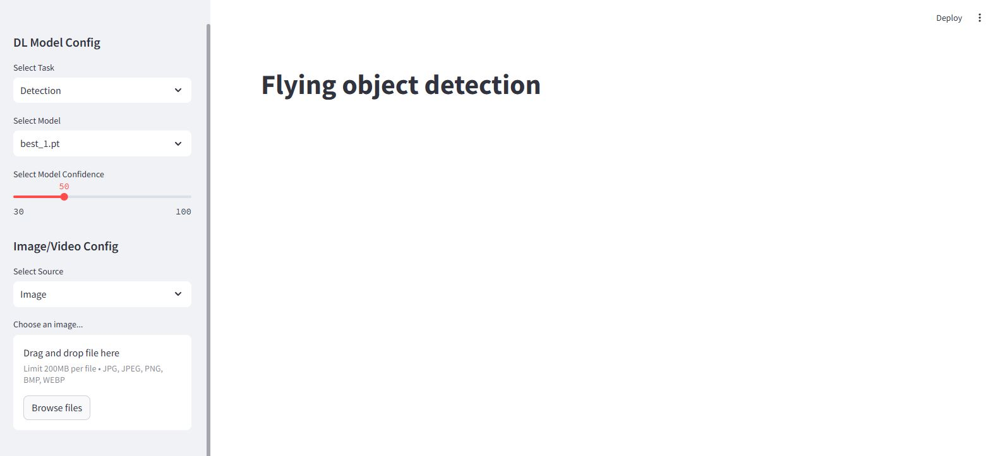 DL Model Config
Select Task
Detection
Select Model
best_1.pt
Select Model Confidence
50
30 100
Image/Video Config
Select Source
Image
Choose an image...
Drag and drop file here
Limit 200MB per file • JPG, JPEG, PNG,
BMP, WEBP
Browse files
Deploy
Flying object detection